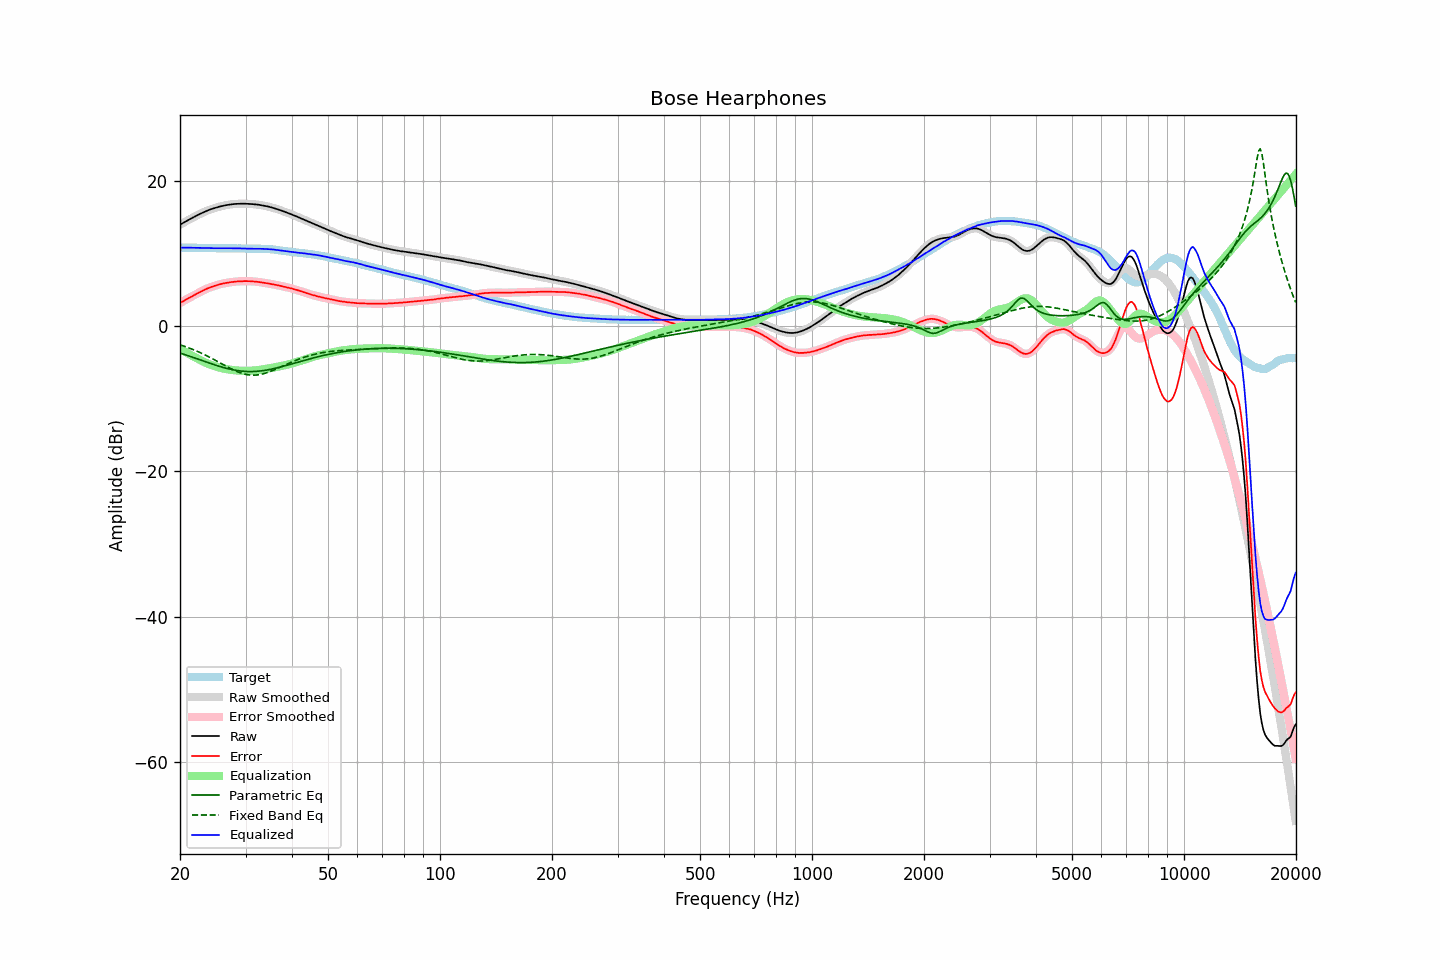 Bose Hearphones
Amplitude (dBr)
20
0
−20
−40
−60
Target
Raw Smoothed
Error Smoothed
Raw
Error
Equalization
Parametric Eq
Fixed Band Eq
Equalized
20 50 100 200 500 1000 2000 5000 10000 20000
Frequency (Hz)